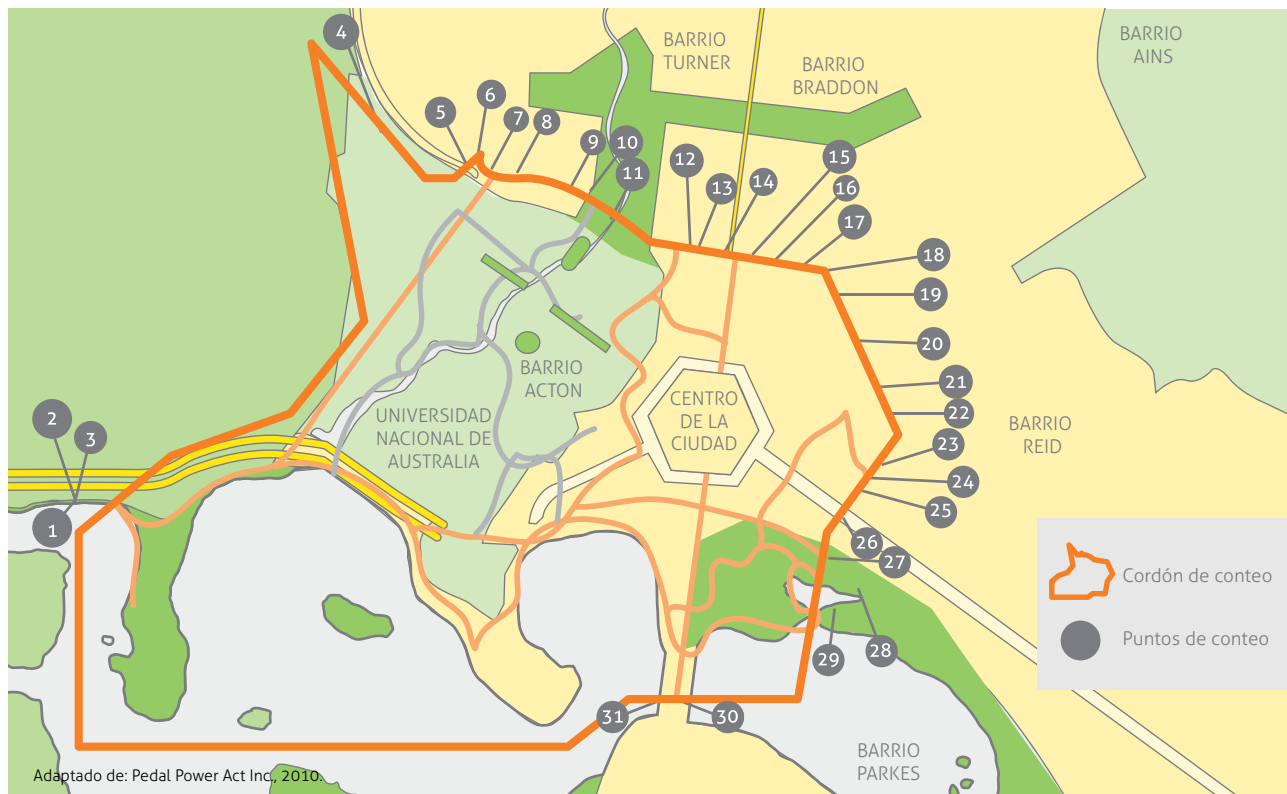 4
5
6
7
8
9
10
11
BARRIO
TURNER
BARRIO
BRADDON
BARRIO
AINS
12
13
14
15
16
17
18
19
20
21
22
23
24
25
26
27
28
29
30
31
2
3
1
BARRIO
ACTON
UNIVERSIDAD
NACIONAL DE
AUSTRALIA
CENTRO
DE LA
CIUDAD
BARRIO
REID
BARRIO
PARKES
Cordón de conteo
Puntos de conteo
Adaptado de: Pedal Power Act Inc., 2010.